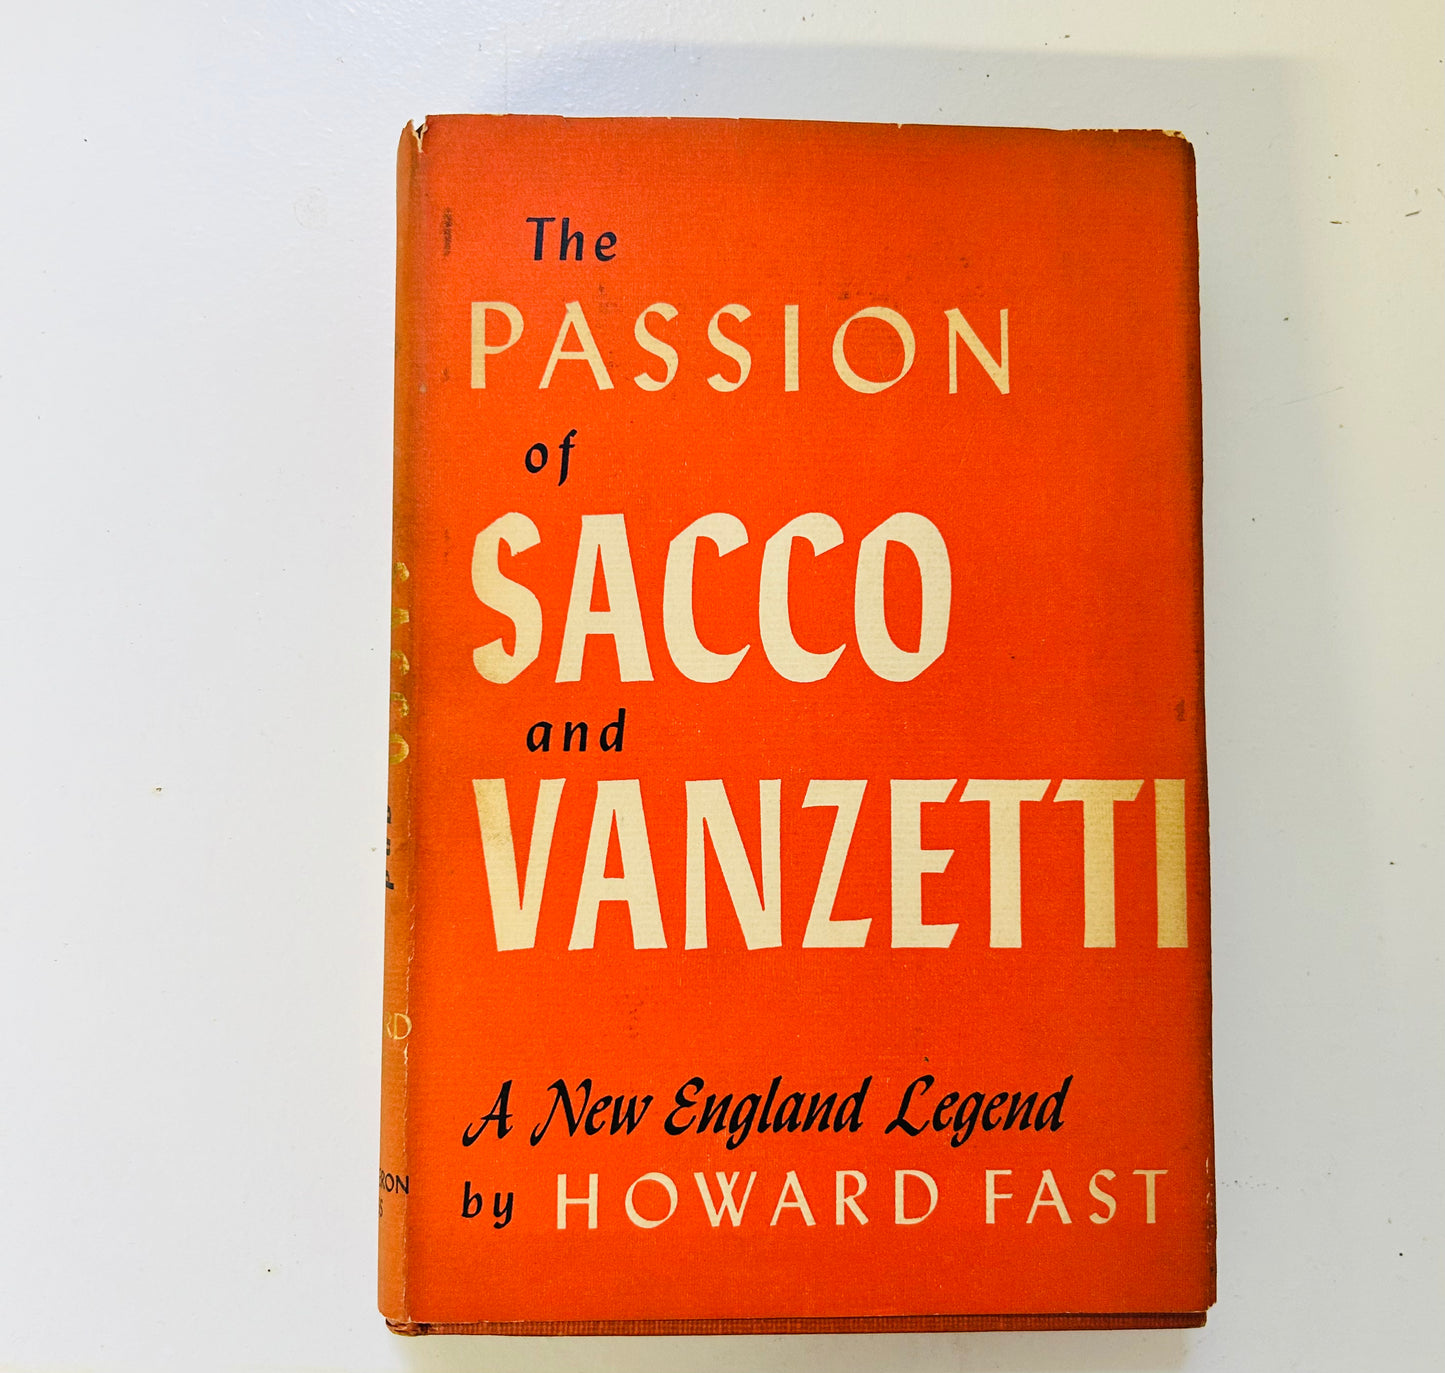 The
PASSION
of
SACCO
and
VANZETTI
A New England Legend
by HOWARD FAST